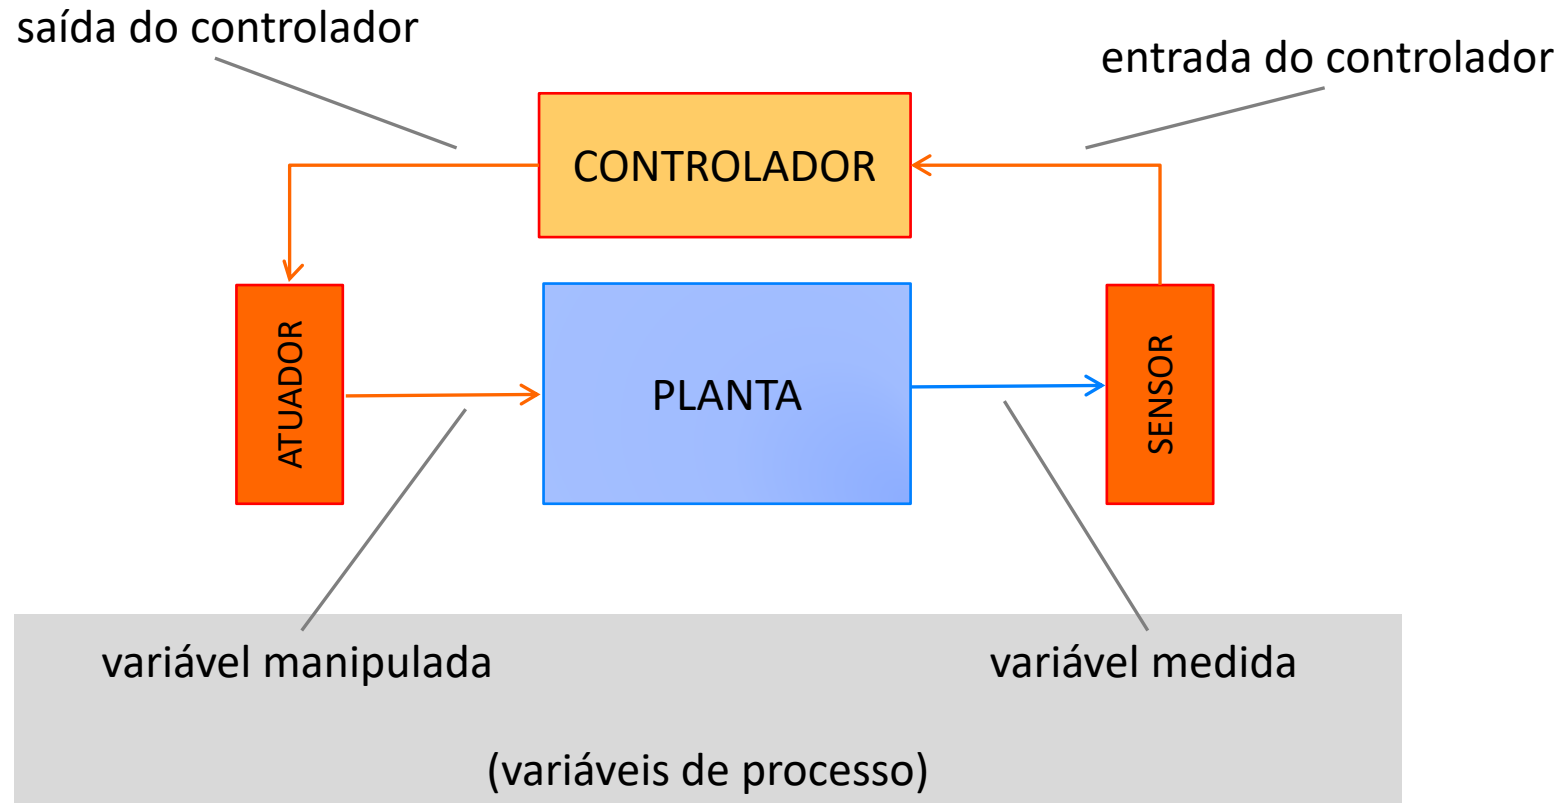 saída do controlador
entrada do controlador
CONTROLADOR
ATUADOR
PLANTA
SENSOR
variável manipulada
variável medida
(variáveis de processo)